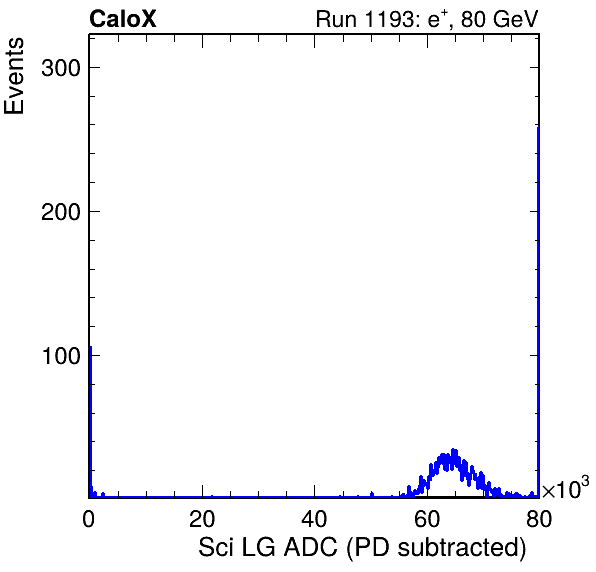 CaloX Run 1193: e+, 80 GeV
Events
300
200
100
0 20 40 60 80
×10³
Sci LG ADC (PD subtracted)